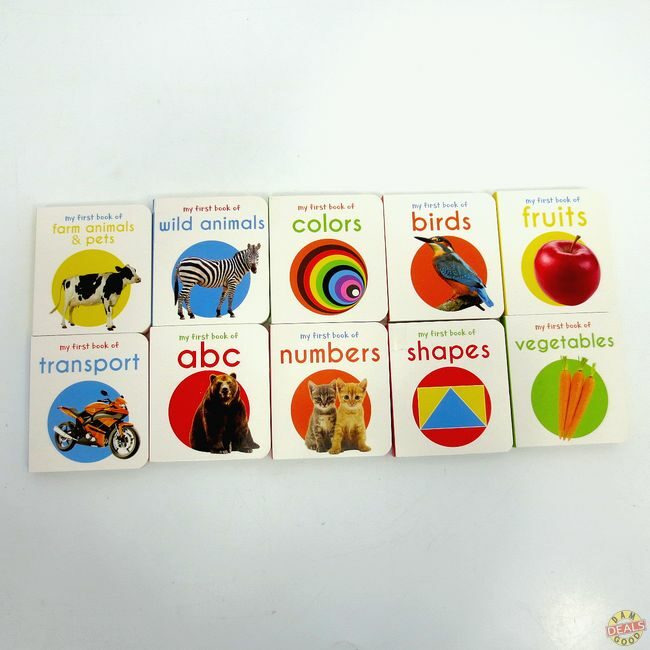 my first book of
farm animals
& pets
my first book of
wild animals
my first book of
colors
my first book of
birds
my first book of
fruits
my first book of
transport
my first book of
abc
my first book of
numbers
my first book of
shapes
my first book of
vegetables
DAM
DEALS
GOOD